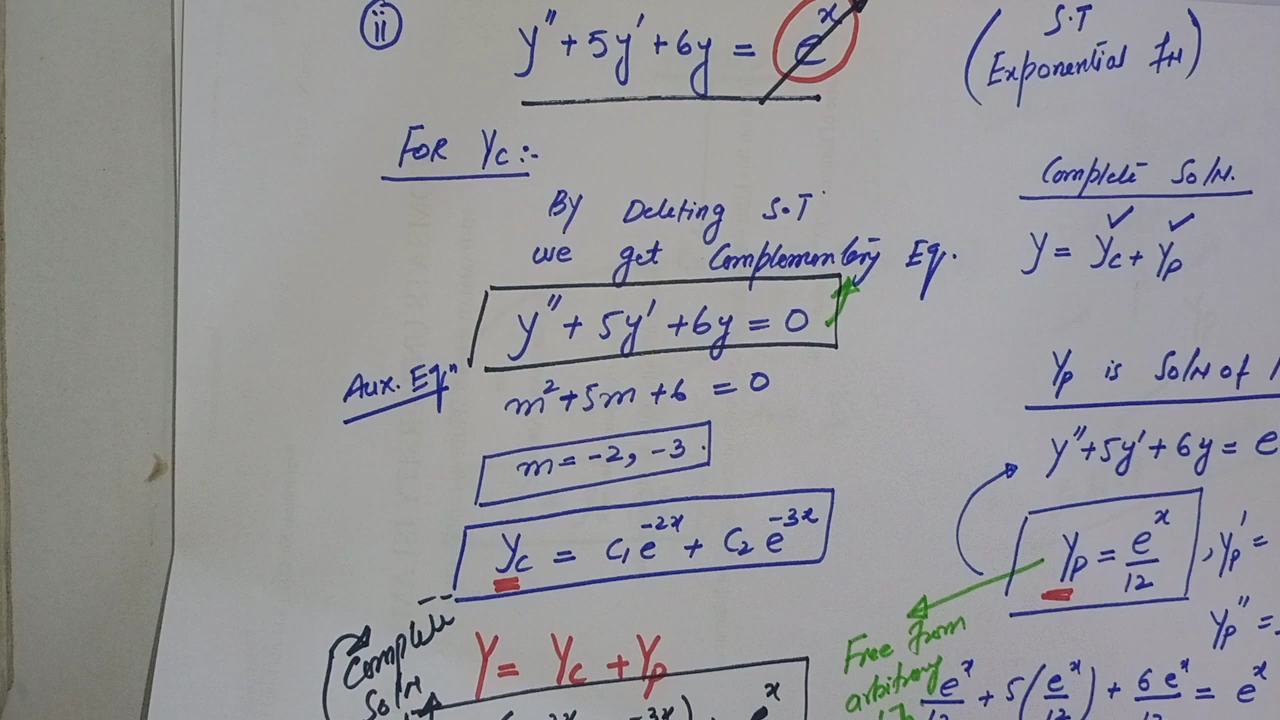 ii
y'' + 5y' + 6y = e^x
(S.T
Exponential fn)
For Yc :-
By Deleting S.T
we get Complementary Eq.
y'' + 5y' + 6y = 0
Aux. Eqn
m² + 5m + 6 = 0
m = -2, -3.
Yc = C₁e^-2x + C₂e^-3x
Complete
Soln
Y = Yc + Yp
Complete Soln.
y = yc + yp
Yp is Soln of
y'' + 5y' + 6y = e
Yp = e^x/12 , yp' =
yp'' =
Free from
arbitrary
e^x/12 + 5(e^x/12) + 6e^x/12 = e^x